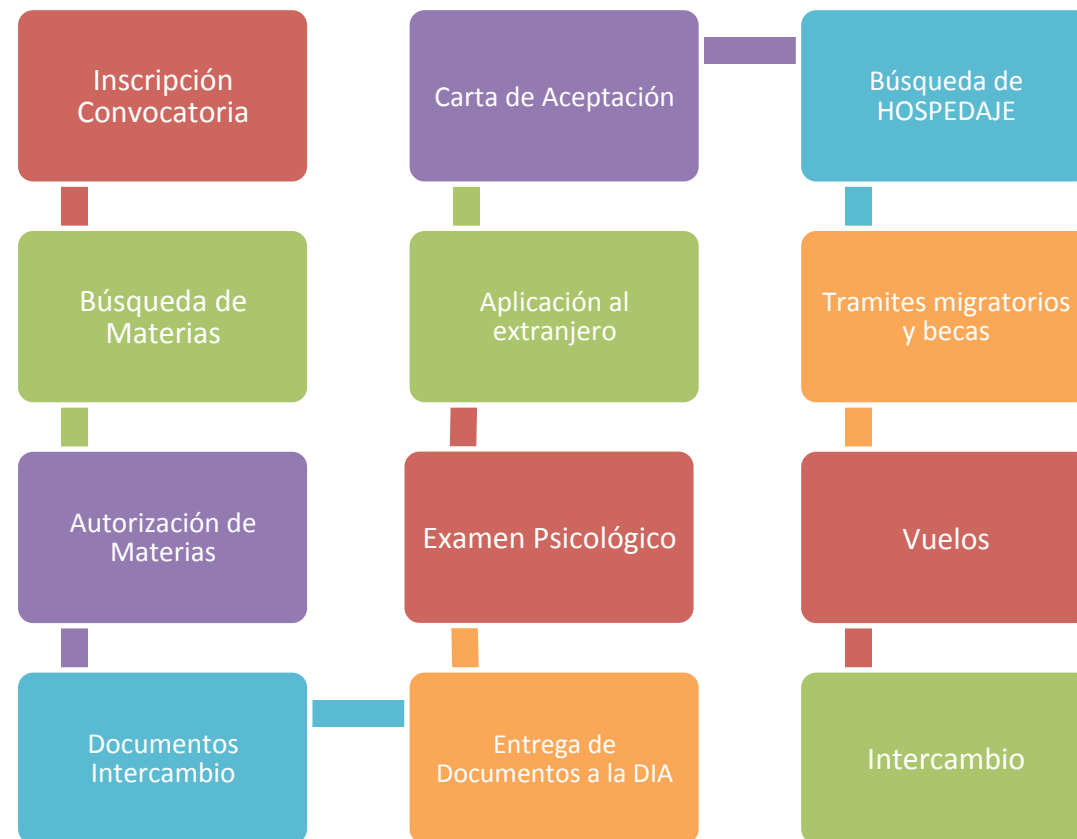 Inscripción
Convocatoria
Búsqueda de
Materias
Autorización de
Materias
Documentos
Intercambio
Entrega de
Documentos a la DIA
Examen Psicológico
Aplicación al
extranjero
Carta de Aceptación
Búsqueda de
HOSPEDAJE
Tramites migratorios
y becas
Vuelos
Intercambio